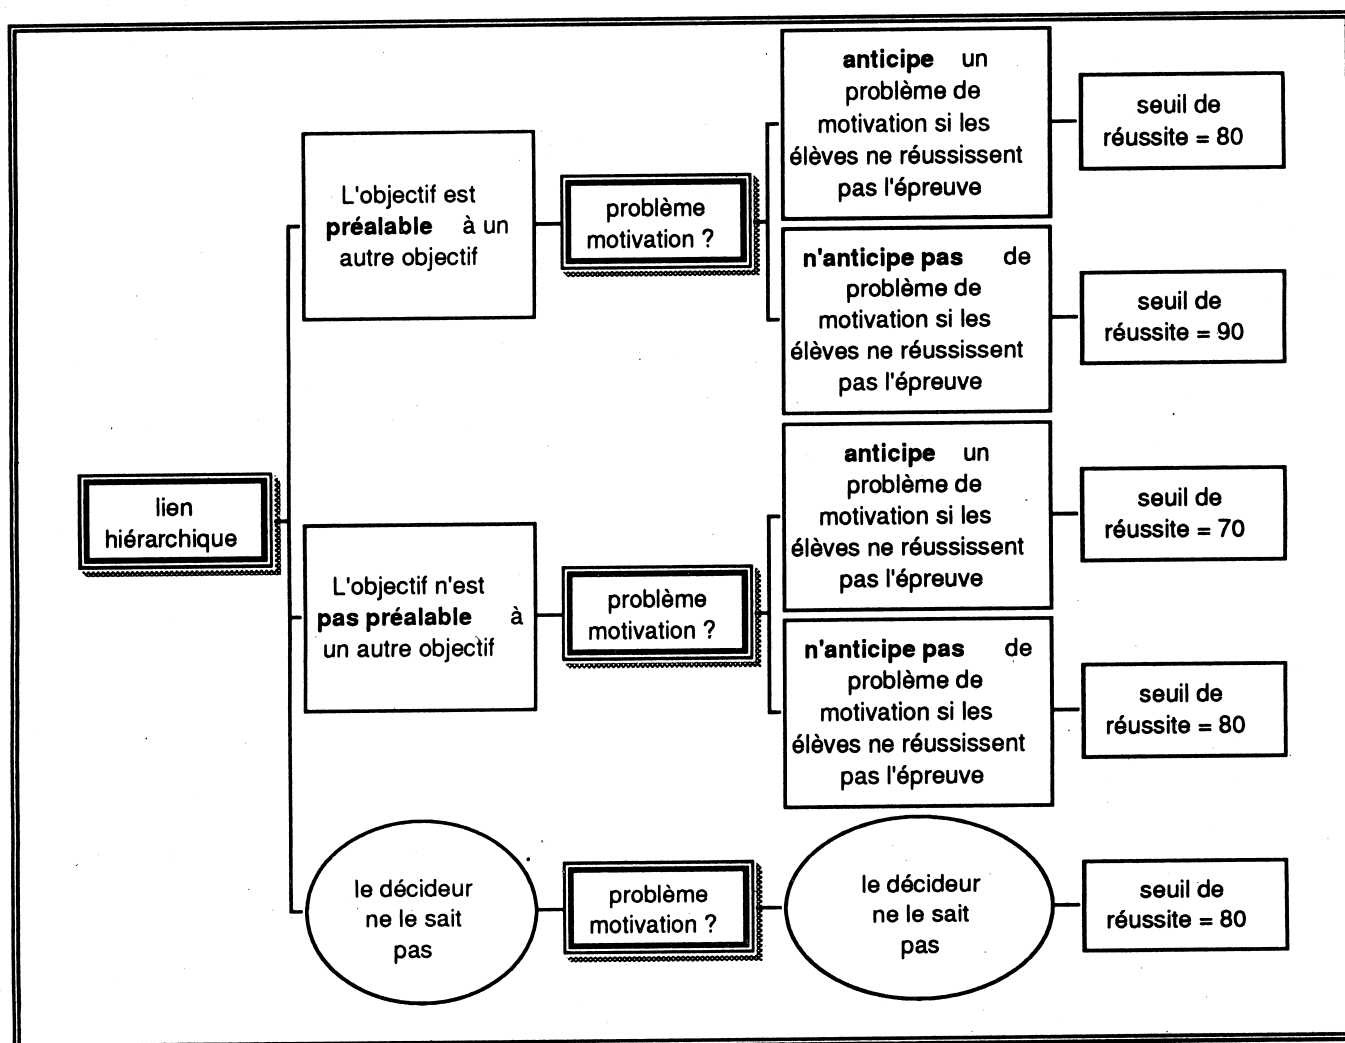 lien
hiérarchique
L'objectif est
préalable à un
autre objectif
problème
motivation ?
anticipe un
problème de
motivation si les
élèves ne réussissent
pas l'épreuve
seuil de
réussite = 80
n'anticipe pas de
problème de
motivation si les
élèves ne réussissent
pas l'épreuve
seuil de
réussite = 90
L'objectif n'est
pas préalable à
un autre objectif
problème
motivation ?
anticipe un
problème de
motivation si les
élèves ne réussissent
pas l'épreuve
seuil de
réussite = 70
n'anticipe pas de
problème de
motivation si les
élèves ne réussissent
pas l'épreuve
seuil de
réussite = 80
le décideur
ne le sait
pas
problème
motivation ?
le décideur
ne le sait
pas
seuil de
réussite = 80